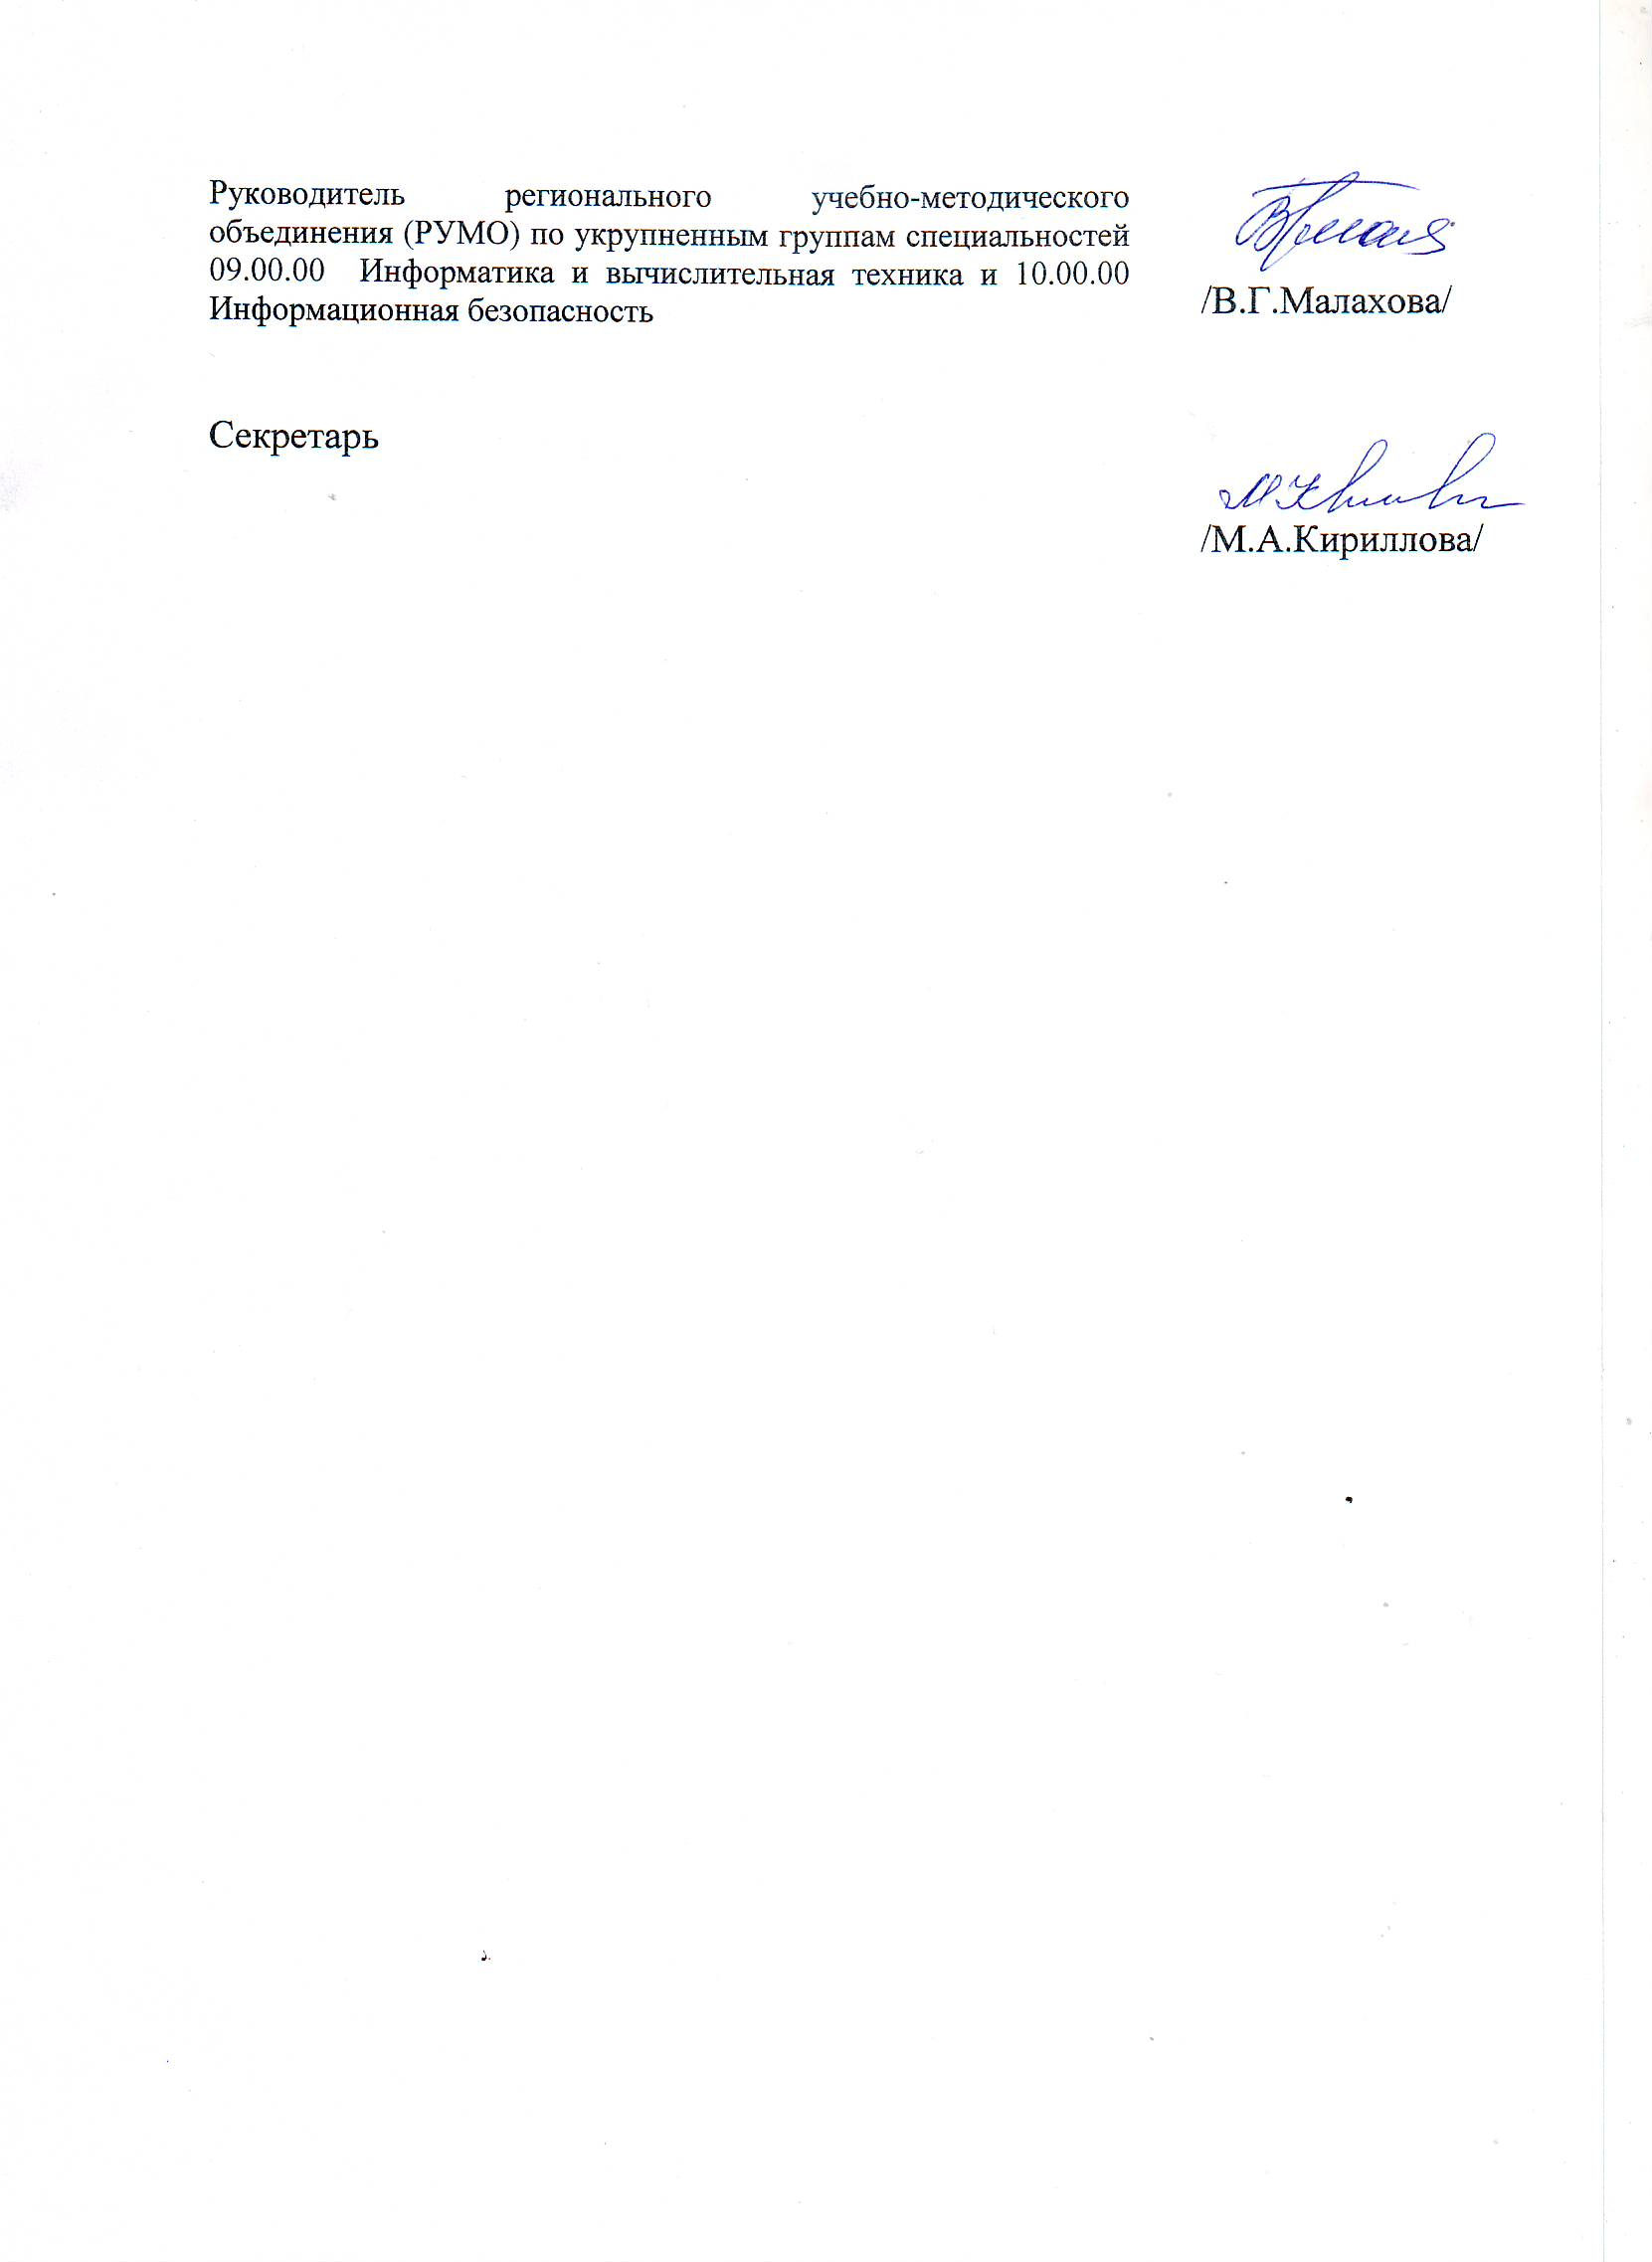 Руководитель регионального учебно-методического
объединения (РУМО) по укрупненным группам специальностей
09.00.00 Информатика и вычислительная техника и 10.00.00
Информационная безопасность
/В.Г.Малахова/
Секретарь
/М.А.Кириллова/